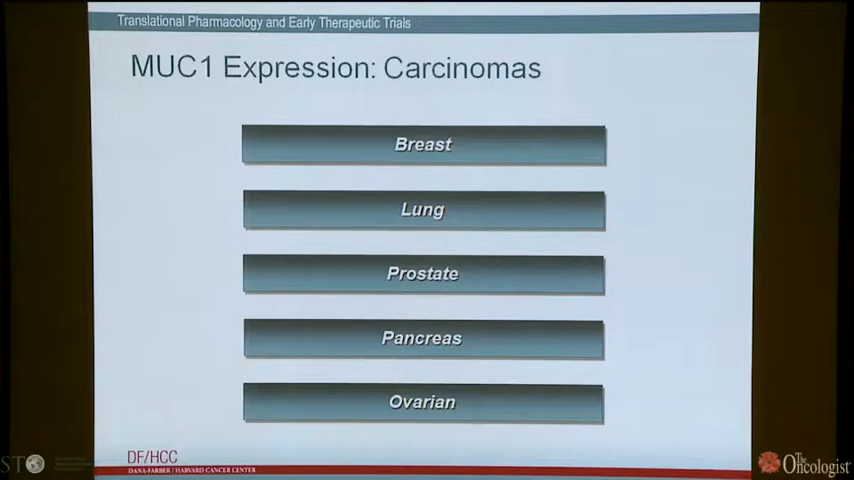 Translational Pharmacology and Early Therapeutic Trials
MUC1 Expression: Carcinomas
Breast
Lung
Prostate
Pancreas
Ovarian
DF/HCC
DANA-FARBER / HARVARD CANCER CENTER
STO
The
Oncologist